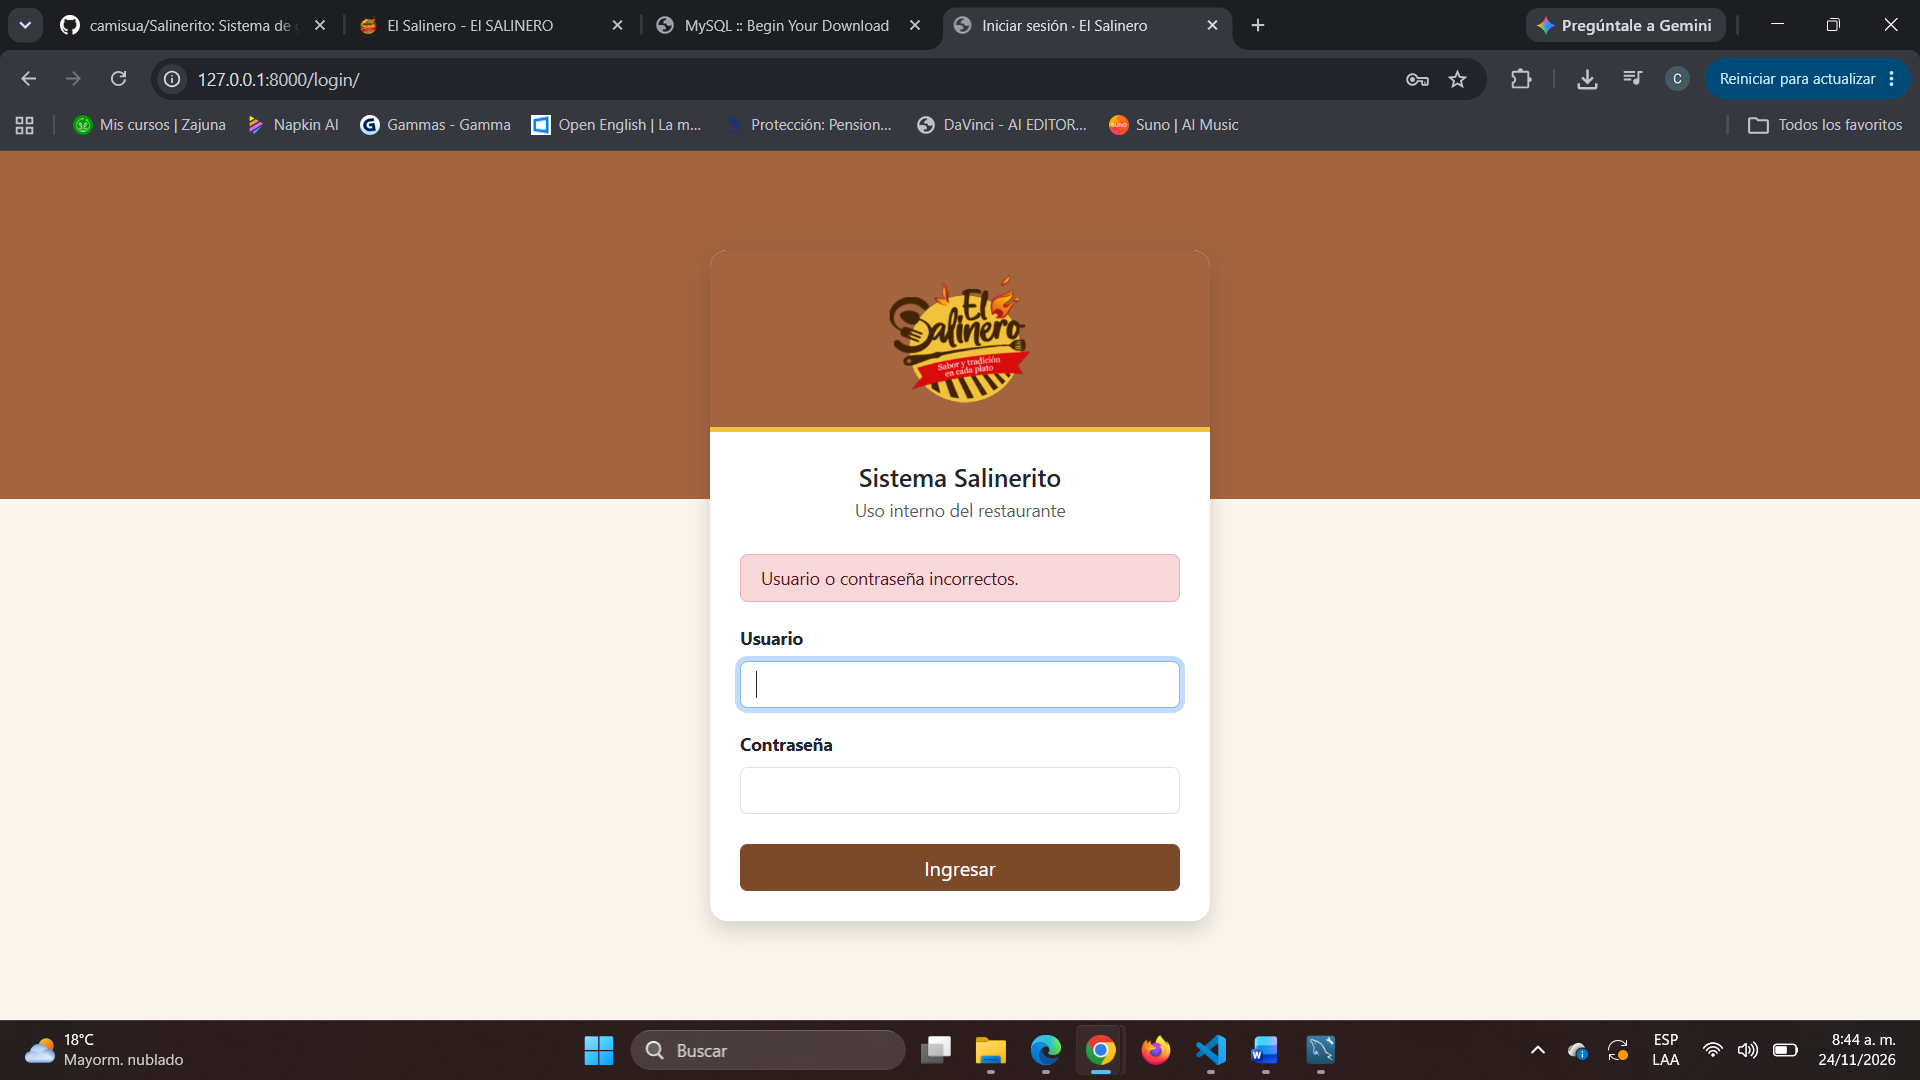 camisua/Salinerito: Sistema de g
El Salinero - El SALINERO
MySQL :: Begin Your Download
Iniciar sesión · El Salinero
Pregúntale a Gemini
127.0.0.1:8000/login/
C
Reiniciar para actualizar
Mis cursos | Zajuna
Napkin AI
Gammas - Gamma
Open English | La m...
Protección: Pension...
DaVinci - AI EDITOR...
SUNO
Suno | AI Music
Todos los favoritos
El
Salinero
Sabor y tradición
en cada plato
Sistema Salinerito
Uso interno del restaurante
Usuario o contraseña incorrectos.
Usuario
Contraseña
Ingresar
18°C
Mayorm. nublado
Buscar
ESP
LAA
8:44 a. m.
24/11/2026